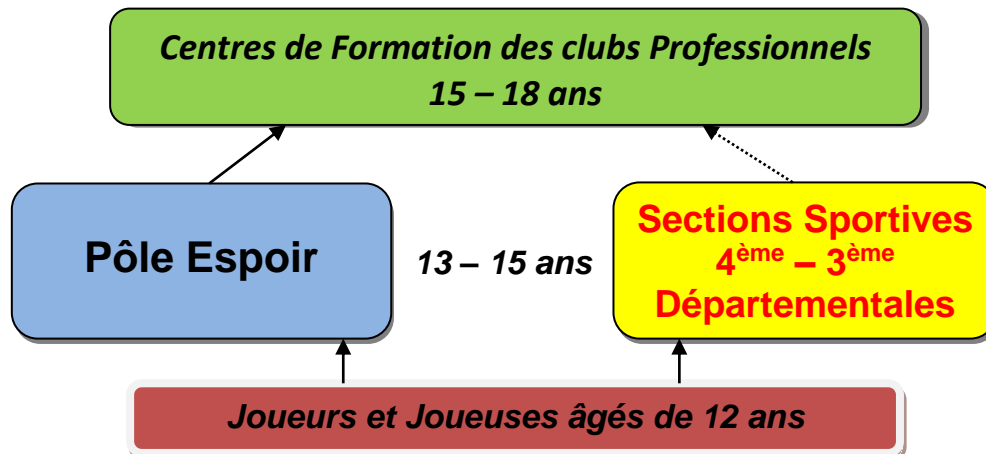 Centres de Formation des clubs Professionnels
15 – 18 ans
Pôle Espoir
13 – 15 ans
Sections Sportives
4ème – 3ème
Départementales
Joueurs et Joueuses âgés de 12 ans